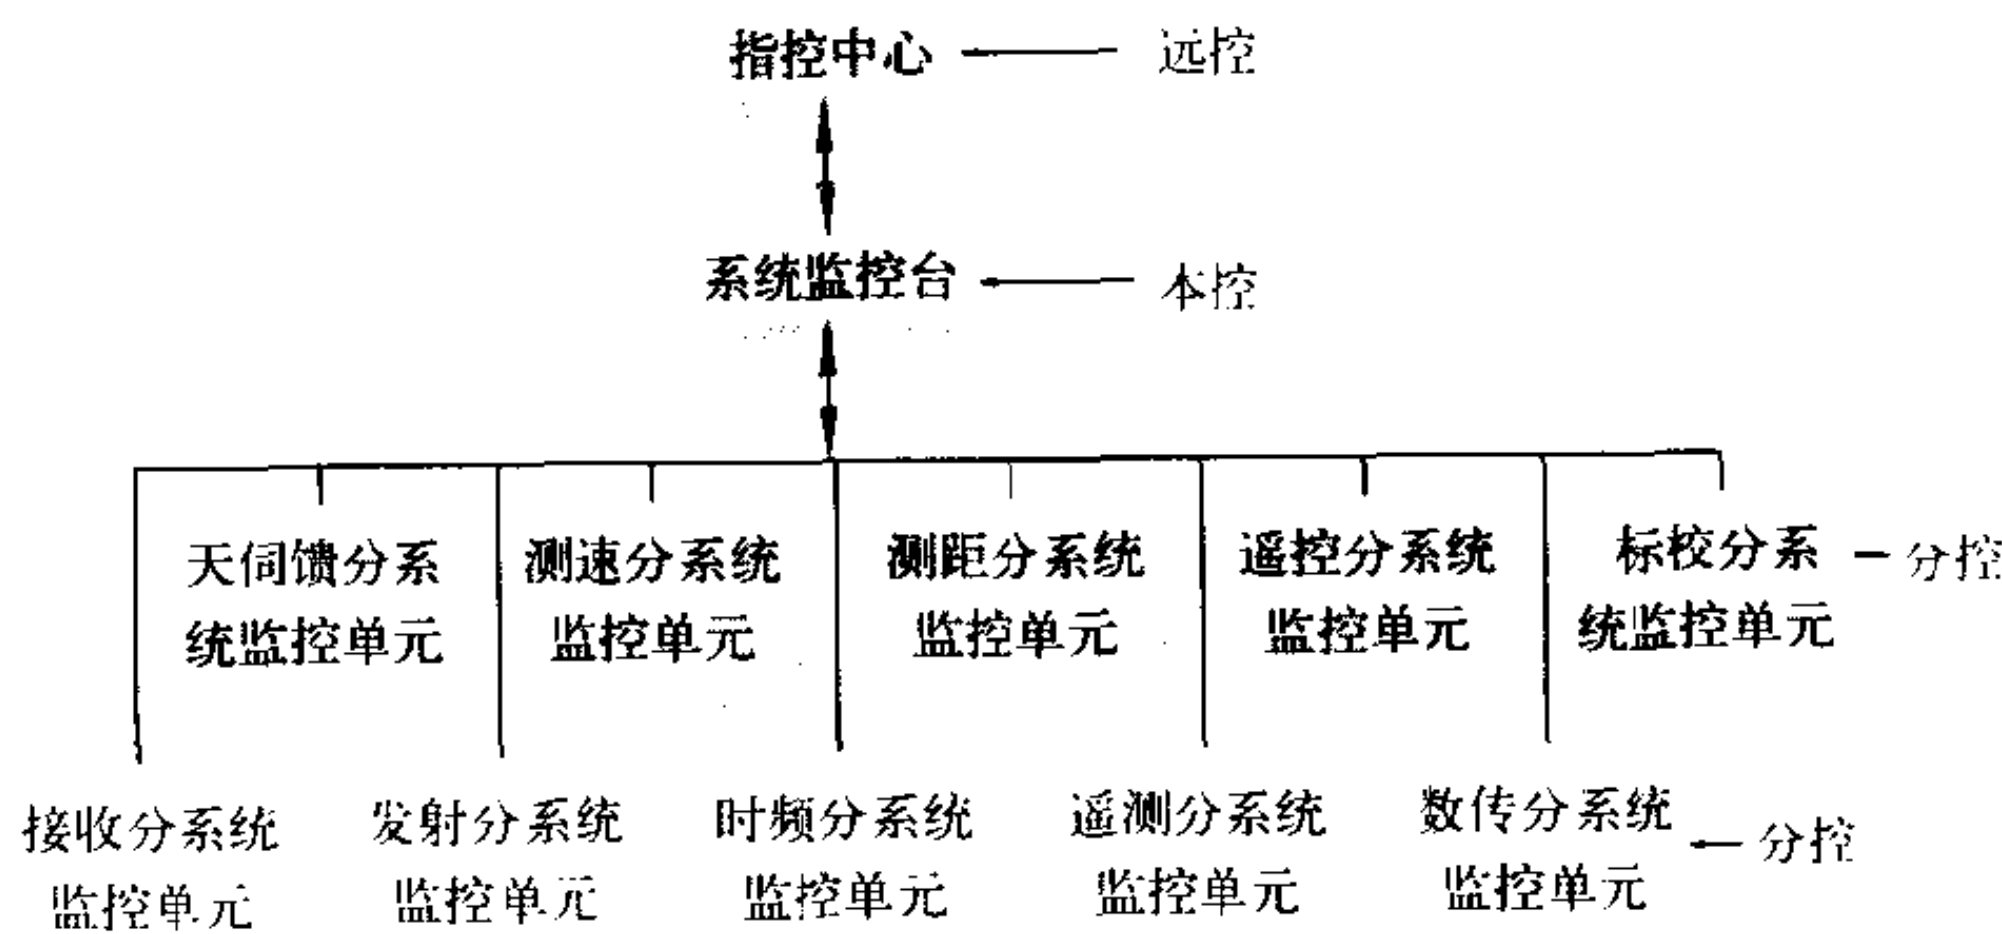 指控中心 远控
系统监控台 本控
天伺馈分系
统监控单元
测速分系统
监控单元
测距分系统
监控单元
遥控分系统
监控单元
标校分系
统监控单元
分控
接收分系统
监控单元
发射分系统
监控单元
时频分系统
监控单元
遥测分系统
监控单元
数传分系统
监控单元
分控